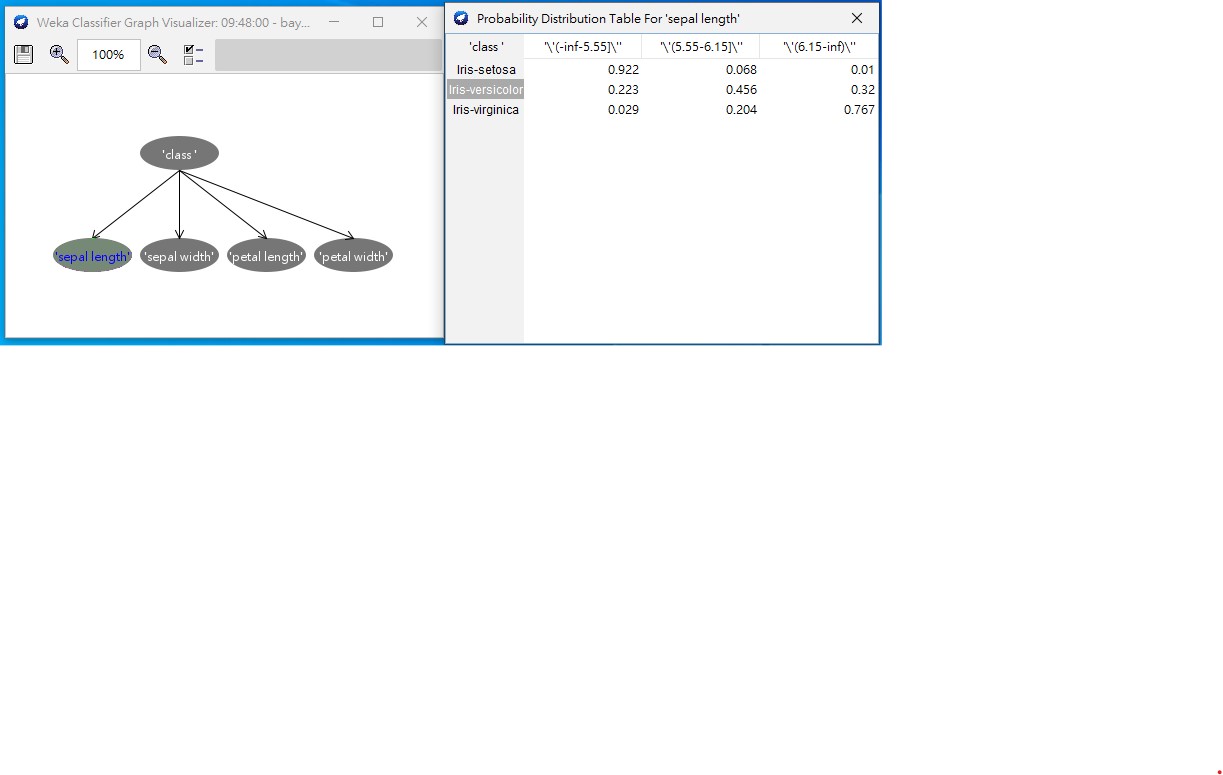 Weka Classifier Graph Visualizer: 09:48:00 - bay...
100%
'class '
'sepal length'
'sepal width'
'petal length'
'petal width'
Probability Distribution Table For 'sepal length'
'class ' '\'(-inf-5.55]\'' '\'(5.55-6.15]\'' '\'(6.15-inf)\''
Iris-setosa 0.922 0.068 0.01
Iris-versicolor 0.223 0.456 0.32
Iris-virginica 0.029 0.204 0.767